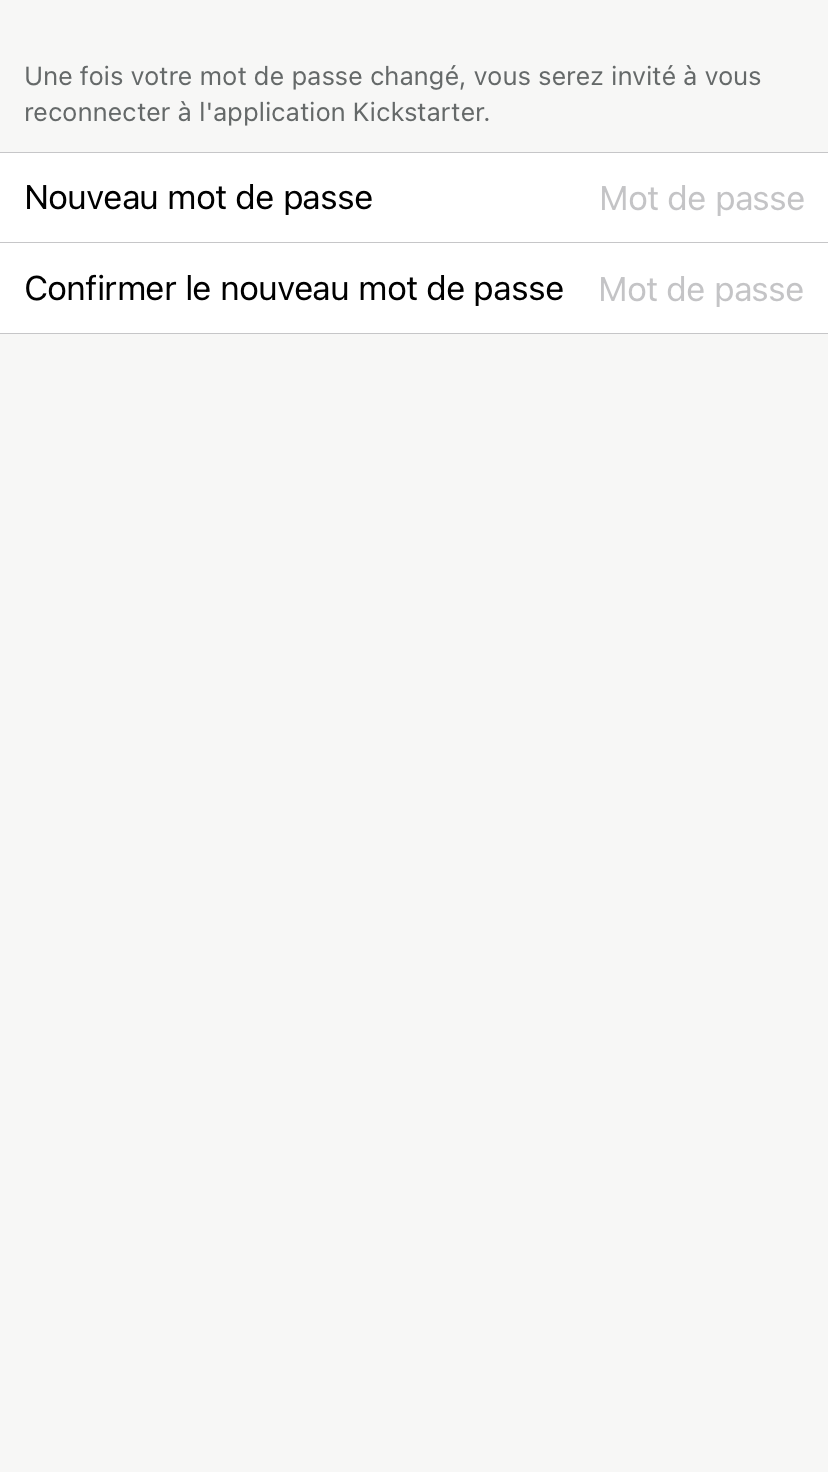 Une fois votre mot de passe changé, vous serez invité à vous
reconnecter à l'application Kickstarter.
Nouveau mot de passe Mot de passe
Confirmer le nouveau mot de passe Mot de passe